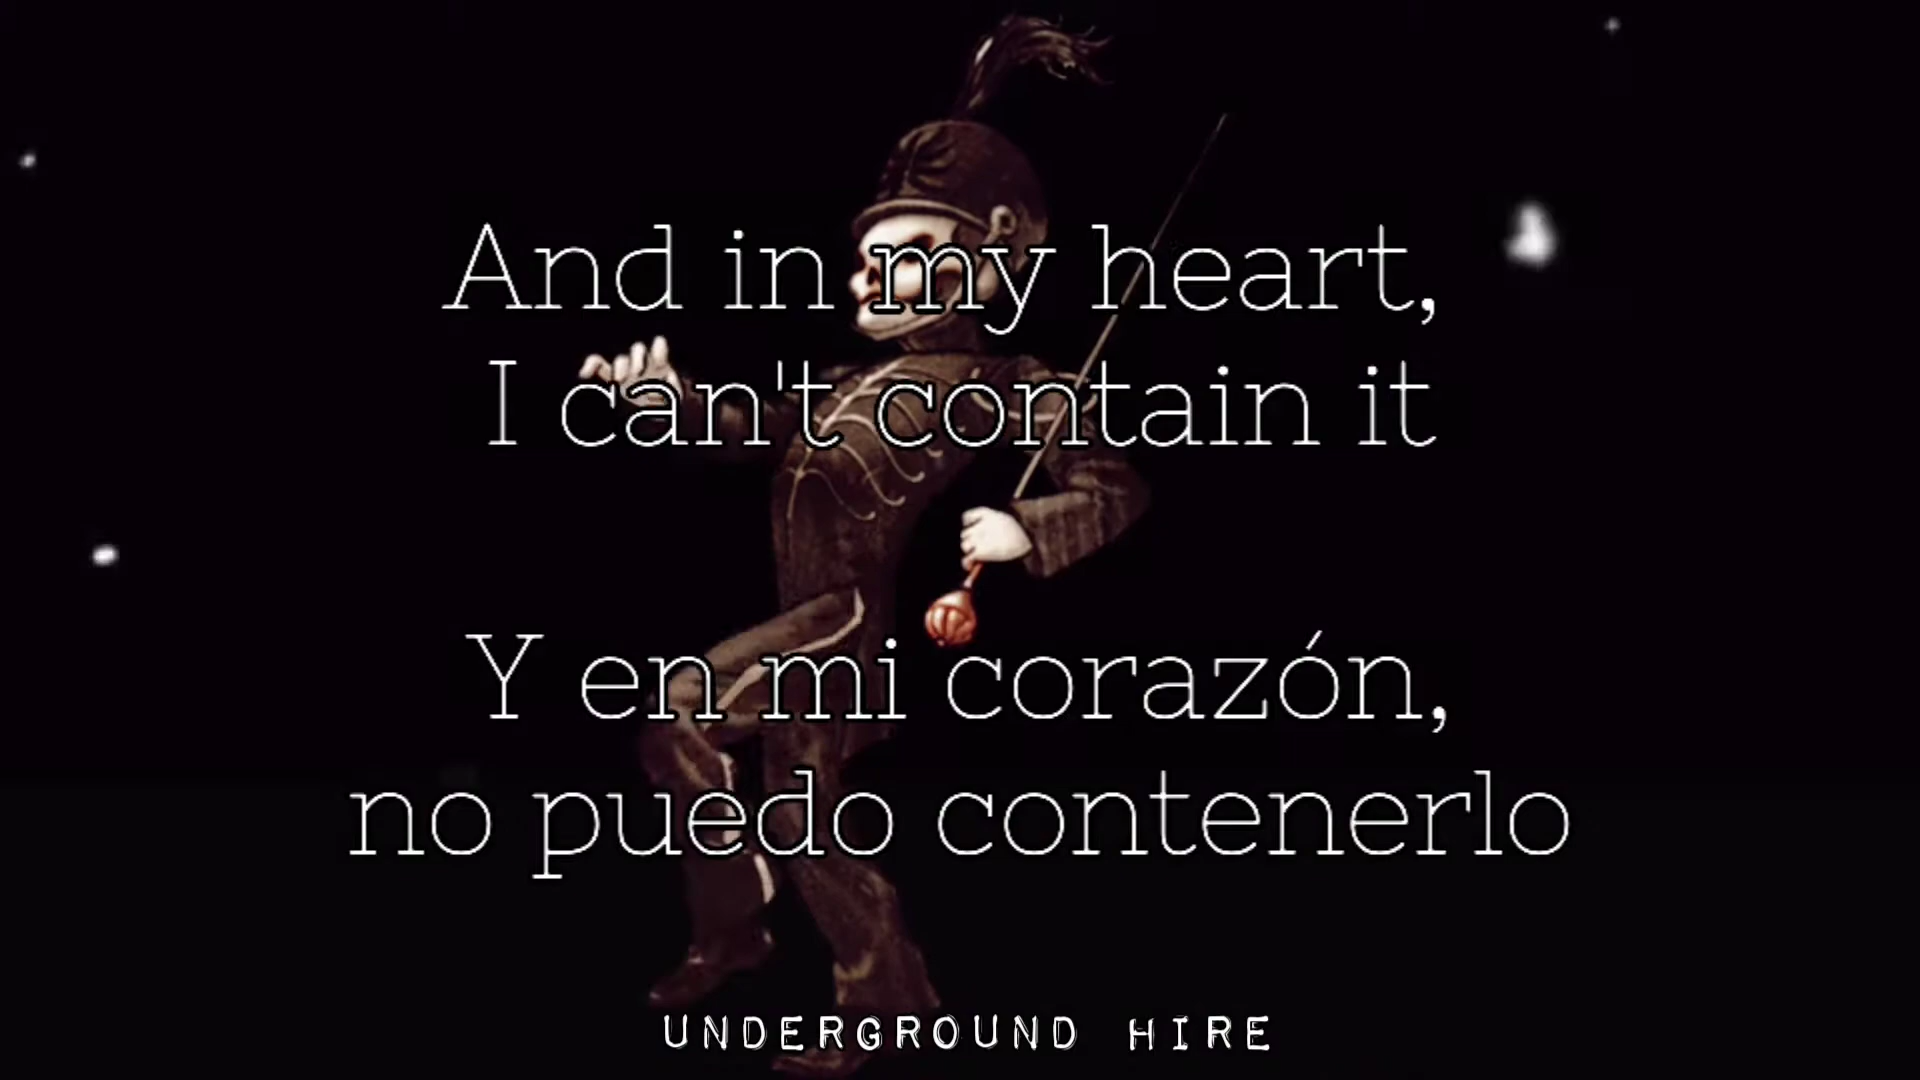 And in my heart,
I can't contain it
Y en mi corazón,
no puedo contenerlo
UNDERGROUND HIRE